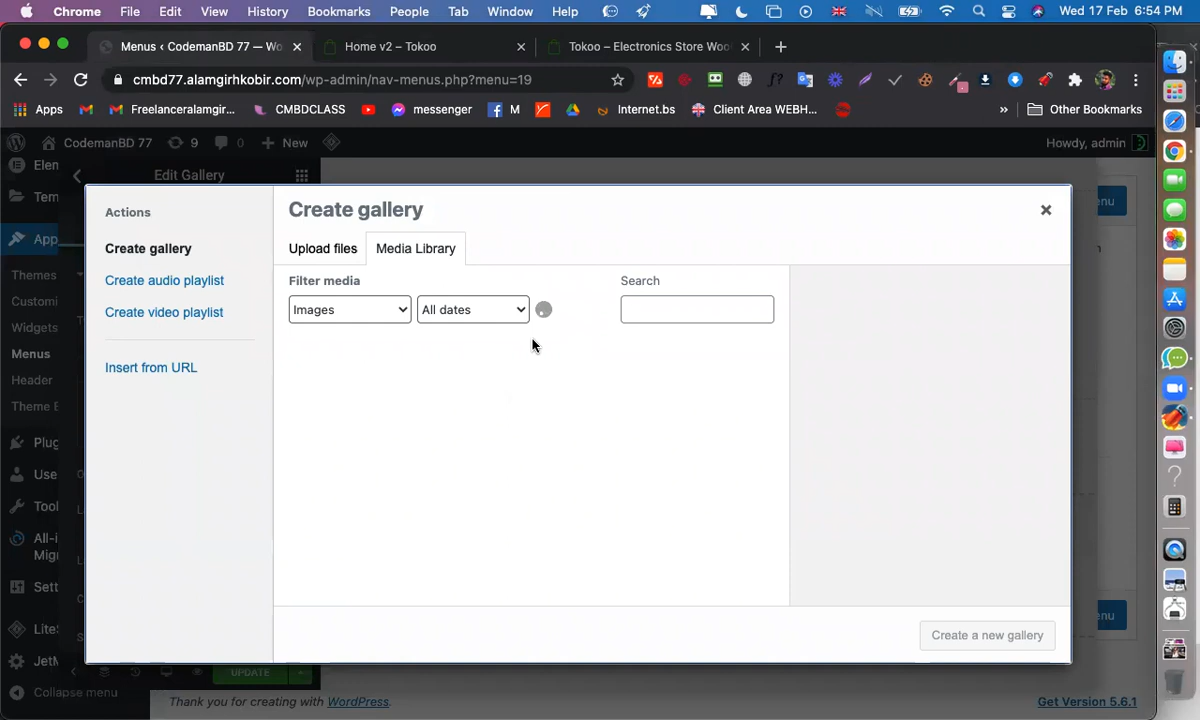 Chrome File Edit View History Bookmarks People Tab Window Help Wed 17 Feb 6:54 PM
Menus ‹ CodemanBD 77 — Wo Home v2 – Tokoo Tokoo – Electronics Store Woo
cmbd77.alamgirhkobir.com/wp-admin/nav-menus.php?menu=19
Apps Freelanceralamgir... CMBDCLASS messenger M Internet.bs Client Area WEBH... » Other Bookmarks
CodemanBD 77 9 0 New Howdy, admin
Elem
Edit Gallery
Temp
App
Themes
Customi
Widgets
Menus
Header
Theme E
Plug
Use
Tool
All-i
Migr
Sett
Lite
JetM
Collapse menu
Actions
Create gallery
Create audio playlist
Create video playlist
Insert from URL
Create gallery
Upload files Media Library
Filter media Search
Images All dates
Create a new gallery
enu
enu
UPDATE
Thank you for creating with WordPress. Get Version 5.6.1